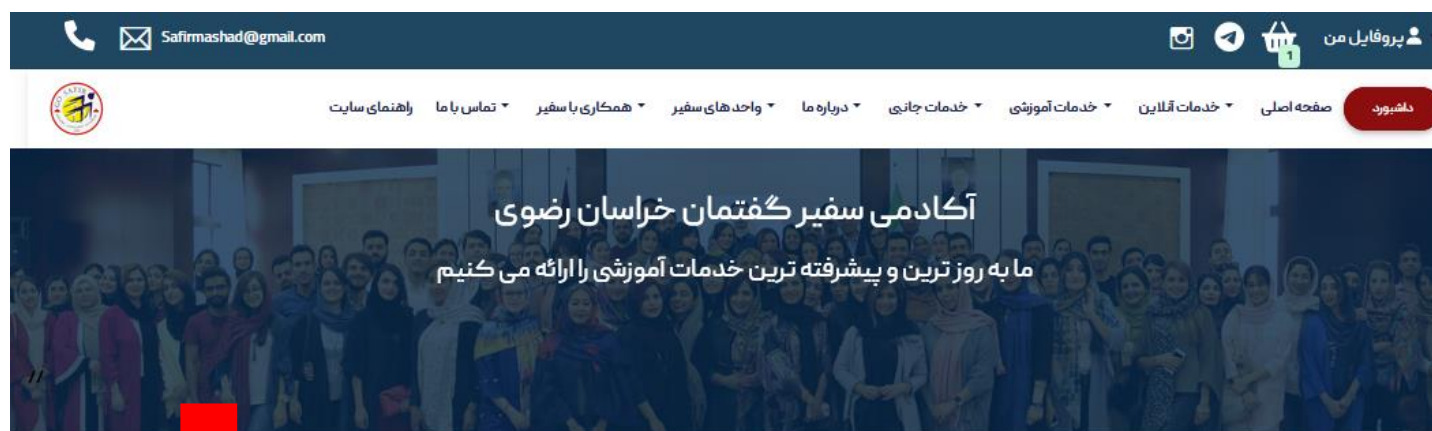 پروفایل من
1
Safirmashad@gmail.com
داشبورد صفحه اصلی خدمات آنلاین خدمات آموزشی خدمات جانبی درباره ما واحد های سفیر همکاری با سفیر تماس با ما راهنمای سایت
آکادمی سفیر گفتمان خراسان رضوی
ما به روز ترین و پیشرفته ترین خدمات آموزشی را ارائه می کنیم
//